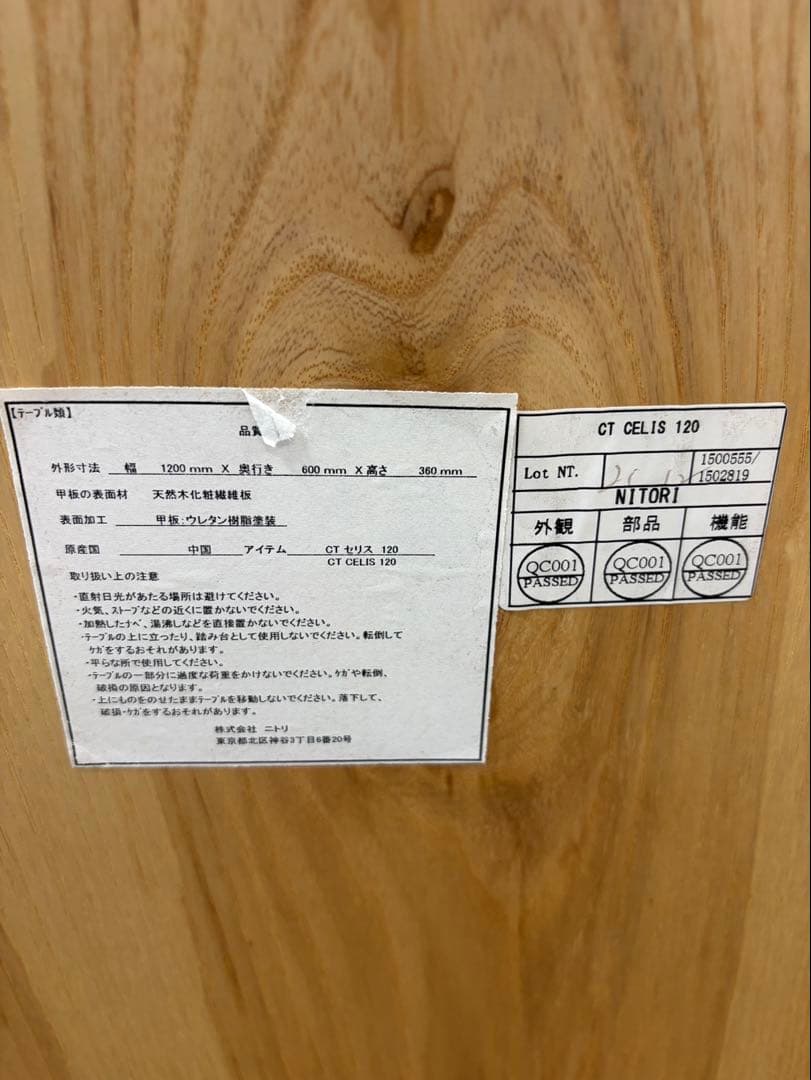 【テーブル類】
品質
外形寸法 幅 1200 mm X 奥行き 600 mm X 高さ 360 mm
甲板の表面材 天然木化粧繊維板
表面加工 甲板:ウレタン樹脂塗装
原産国 中国 アイテム CT セリス 120
CT CELIS 120
取り扱い上の注意
・直射日光があたる場所は避けてください。
・火気、ストーブなどの近くに置かないでください。
・加熱したナベ、湯沸しなどを直接置かないでください。
・テーブルの上に立ったり、踏み台として使用しないでください。転倒して
ケガをするおそれがあります。
・平らな所で使用してください。
・テーブルの一部分に過度な荷重をかけないでください。ケガや転倒、
破損の原因となります。
・上にものをのせたままテーブルを移動しないでください。落下して、
破損・ケガをするおそれがあります。
株式会社 ニトリ
東京都北区神谷3丁目6番20号
CT CELIS 120
Lot NT. 1500555/
1502819
NITORI
外観 部品 機能
QC001 QC001 QC001
PASSED PASSED PASSED